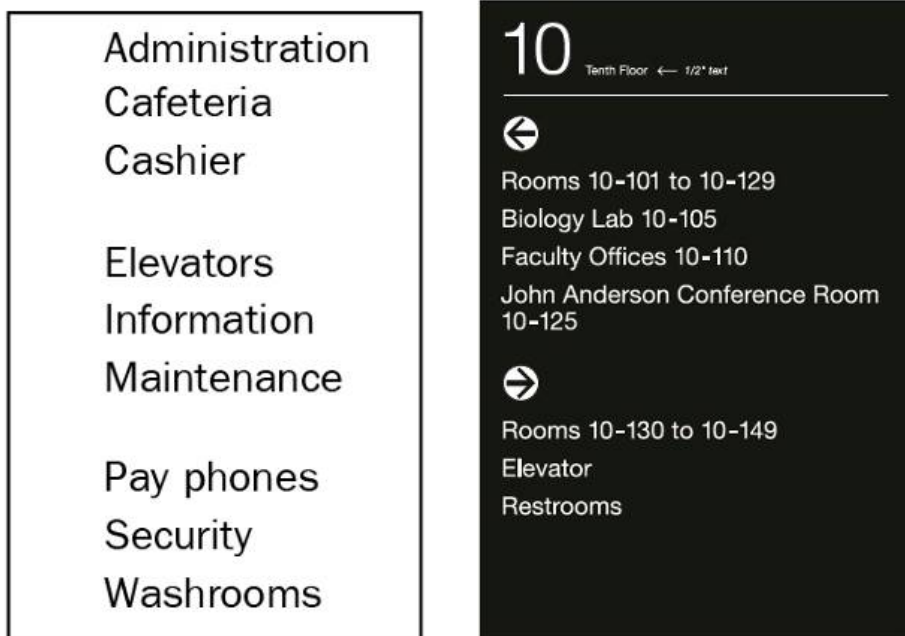 Administration
Cafeteria
Cashier
Elevators
Information
Maintenance
Pay phones
Security
Washrooms
10
Tenth Floor ← 1/2" text
←
Rooms 10-101 to 10-129
Biology Lab 10-105
Faculty Offices 10-110
John Anderson Conference Room
10-125
→
Rooms 10-130 to 10-149
Elevator
Restrooms